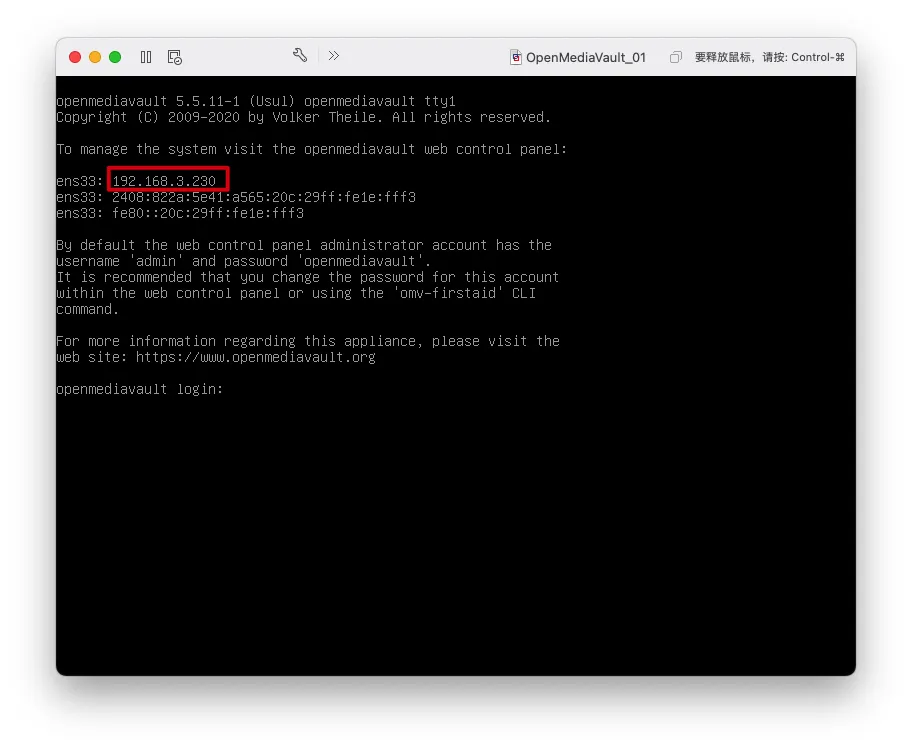 OpenMediaVault_01
要释放鼠标，请按: Control-⌘
openmediavault 5.5.11-1 (Usul) openmediavault tty1
Copyright (C) 2009-2020 by Volker Theile. All rights reserved.
To manage the system visit the openmediavault web control panel:
ens33: 192.168.3.230
ens33: 2408:822a:5e41:a565:20c:29ff:fe1e:fff3
ens33: fe80::20c:29ff:fe1e:fff3
By default the web control panel administrator account has the
username 'admin' and password 'openmediavault'.
It is recommended that you change the password for this account
within the web control panel or using the 'omv-firstaid' CLI
command.
For more information regarding this appliance, please visit the
web site: https://www.openmediavault.org
openmediavault login: